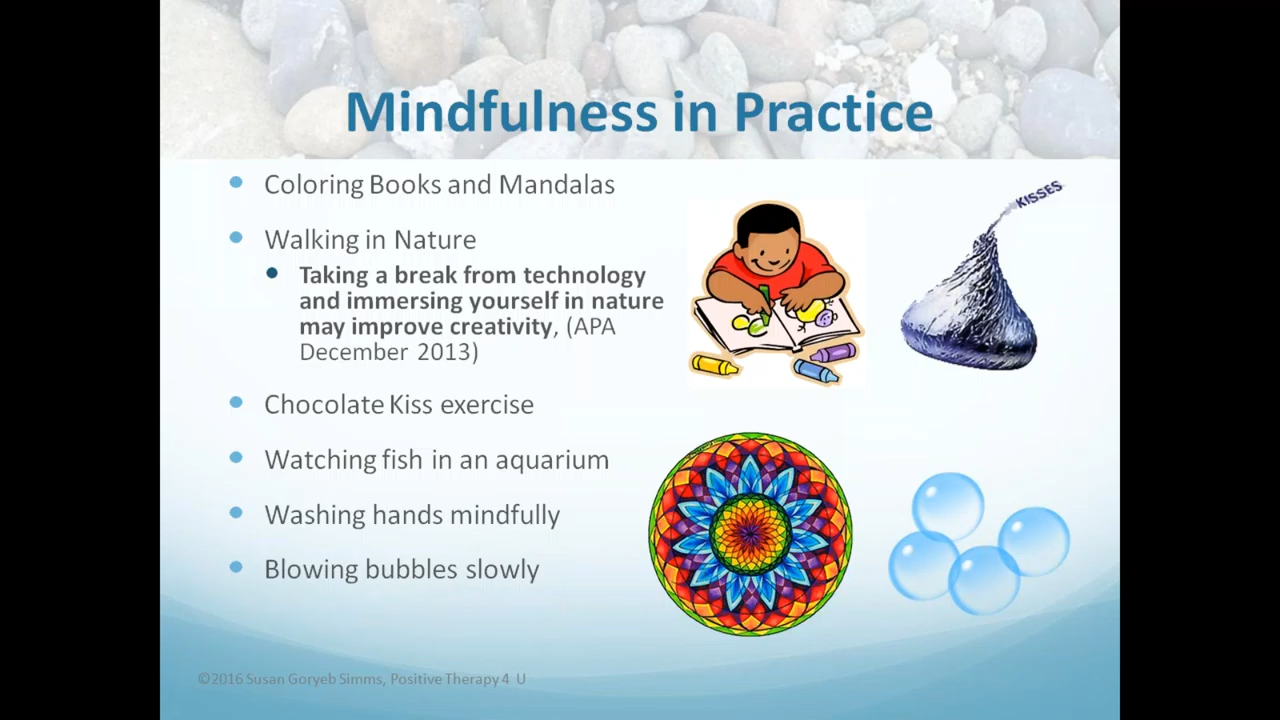 Mindfulness in Practice
Coloring Books and Mandalas
Walking in Nature
Taking a break from technology
and immersing yourself in nature
may improve creativity, (APA
December 2013)
Chocolate Kiss exercise
Watching fish in an aquarium
Washing hands mindfully
Blowing bubbles slowly
KISSES
©2016 Susan Goryeb Simms, Positive Therapy 4 U